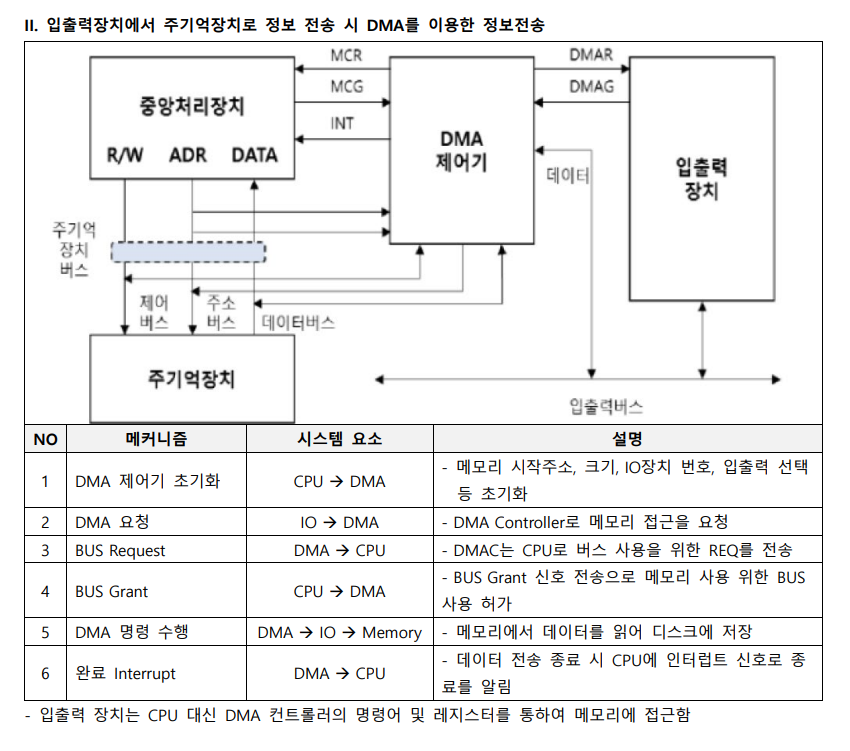 II. 입출력장치에서 주기억장치로 정보 전송 시 DMA를 이용한 정보전송
MCR
DMAR
MCG
DMAG
중앙처리장치
INT
DMA
제어기
R/W ADR DATA
입출력
장치
데이터
주기억
장치
버스
제어
버스
주소
버스
데이터버스
주기억장치
입출력버스
NO 메커니즘 시스템 요소 설명
1 DMA 제어기 초기화 CPU → DMA - 메모리 시작주소, 크기, IO장치 번호, 입출력 선택
등 초기화
2 DMA 요청 IO → DMA - DMA Controller로 메모리 접근을 요청
3 BUS Request DMA → CPU - DMAC는 CPU로 버스 사용을 위한 REQ를 전송
4 BUS Grant CPU → DMA - BUS Grant 신호 전송으로 메모리 사용 위한 BUS
사용 허가
5 DMA 명령 수행 DMA → IO → Memory - 메모리에서 데이터를 읽어 디스크에 저장
6 완료 Interrupt DMA → CPU - 데이터 전송 종료 시 CPU에 인터럽트 신호로 종
료를 알림
- 입출력 장치는 CPU 대신 DMA 컨트롤러의 명령어 및 레지스터를 통하여 메모리에 접근함